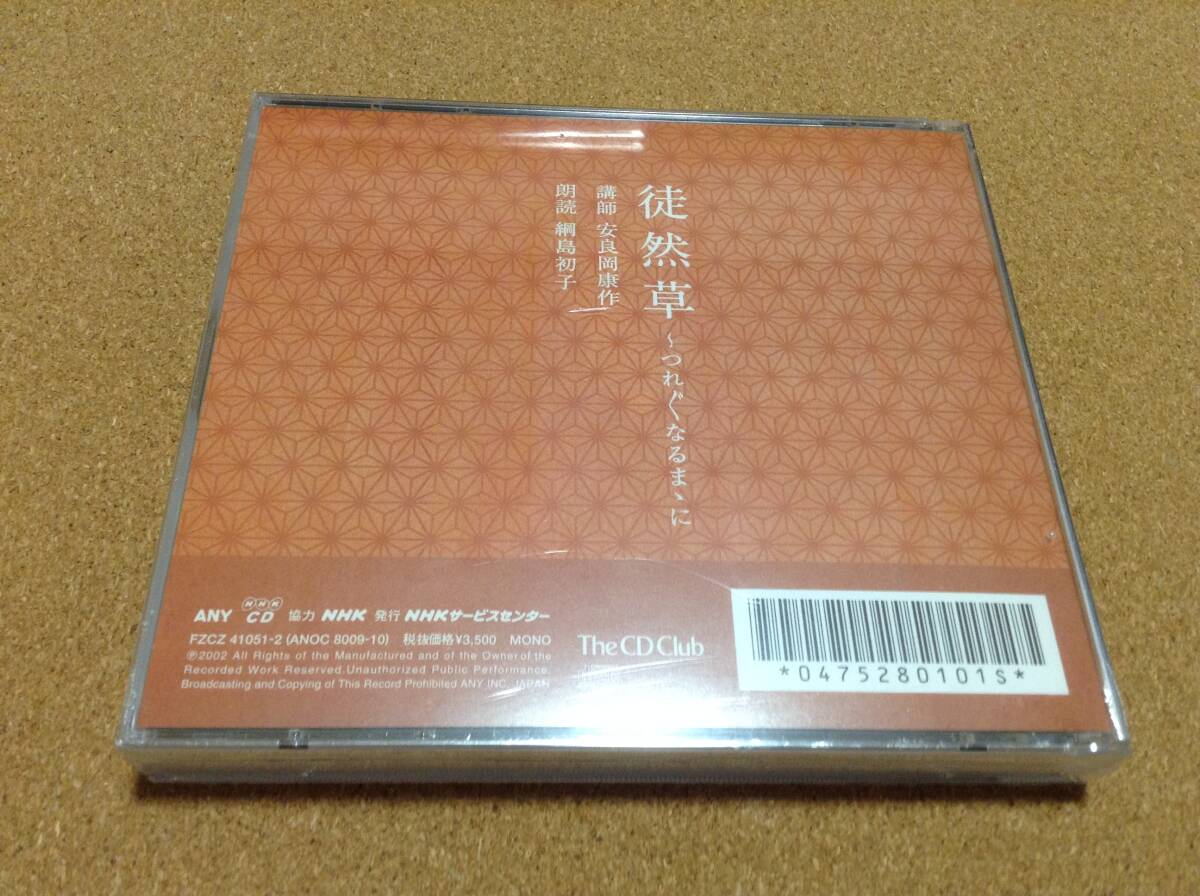 徒然草 ~つれ〲なるまゝに
講師 安良岡康作
朗読 綱島初子
ANY NHK CD 協力 NHK 発行 NHKサービスセンター
FZCZ 41051-2 (ANOC 8009-10) 税抜価格¥3,500 MONO
℗2002 All Rights of the Manufactured and of the Owner of the
Recorded Work Reserved.Unauthorized Public Performance.
Broadcasting and Copying of This Record Prohibited ANY INC. JAPAN
The CD Club
*0475280101S*